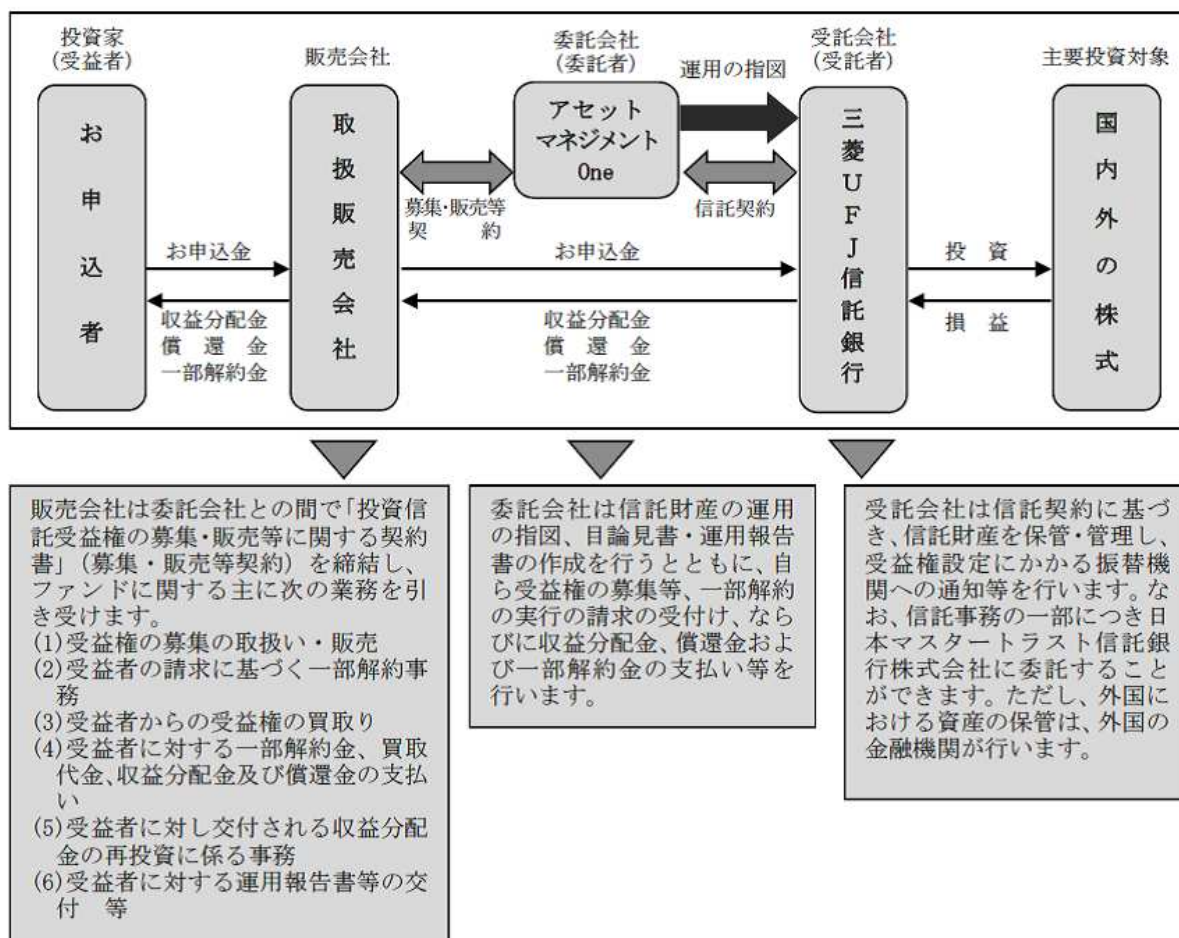 投資家
(受益者)
お申込者
販売会社
取扱販売会社
委託会社
(委託者)
アセット
マネジメント
One
運用の指図
受託会社
(受託者)
三菱UFJ信託銀行
主要投資対象
国内外の株式
募集・販売等
契　　約
信託契約
お申込金
収益分配金
償　還　金
一部解約金
お申込金
収益分配金
償　還　金
一部解約金
投　資
損　益
販売会社は委託会社との間で「投資信
託受益権の募集・販売等に関する契約
書」（募集・販売等契約）を締結し、
ファンドに関する主に次の業務を引
き受けます。
(1)受益権の募集の取扱い・販売
(2)受益者の請求に基づく一部解約事
務
(3)受益者からの受益権の買取り
(4)受益者に対する一部解約金、買取
代金、収益分配金及び償還金の支払
い
(5)受益者に対し交付される収益分配
金の再投資に係る事務
(6)受益者に対する運用報告書等の交
付　等
委託会社は信託財産の運用
の指図、目論見書・運用報告
書の作成を行うとともに、自
ら受益権の募集等、一部解約
の実行の請求の受付け、なら
びに収益分配金、償還金およ
び一部解約金の支払い等を
行います。
受託会社は信託契約に基づ
き、信託財産を保管・管理し、
受益権設定にかかる振替機
関への通知等を行います。な
お、信託事務の一部につき日
本マスタートラスト信託銀
行株式会社に委託すること
ができます。ただし、外国に
おける資産の保管は、外国の
金融機関が行います。